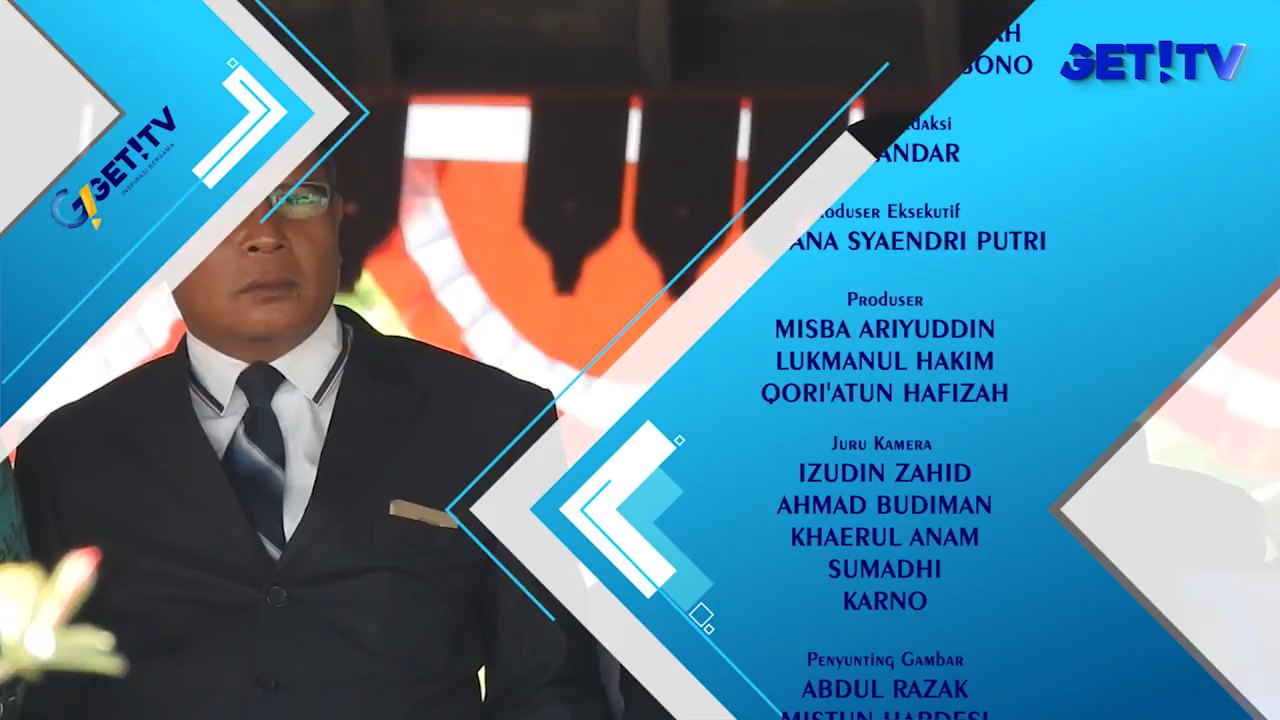 GET!TV
GET!TV
INSPIRASI BERSAMA
ANDAR
Produser Eksekutif
ANA SYAENDRI PUTRI
Produser
MISBA ARIYUDDIN
LUKMANUL HAKIM
QORI'ATUN HAFIZAH
Juru Kamera
IZUDIN ZAHID
AHMAD BUDIMAN
KHAERUL ANAM
SUMADHI
KARNO
Penyunting Gambar
ABDUL RAZAK